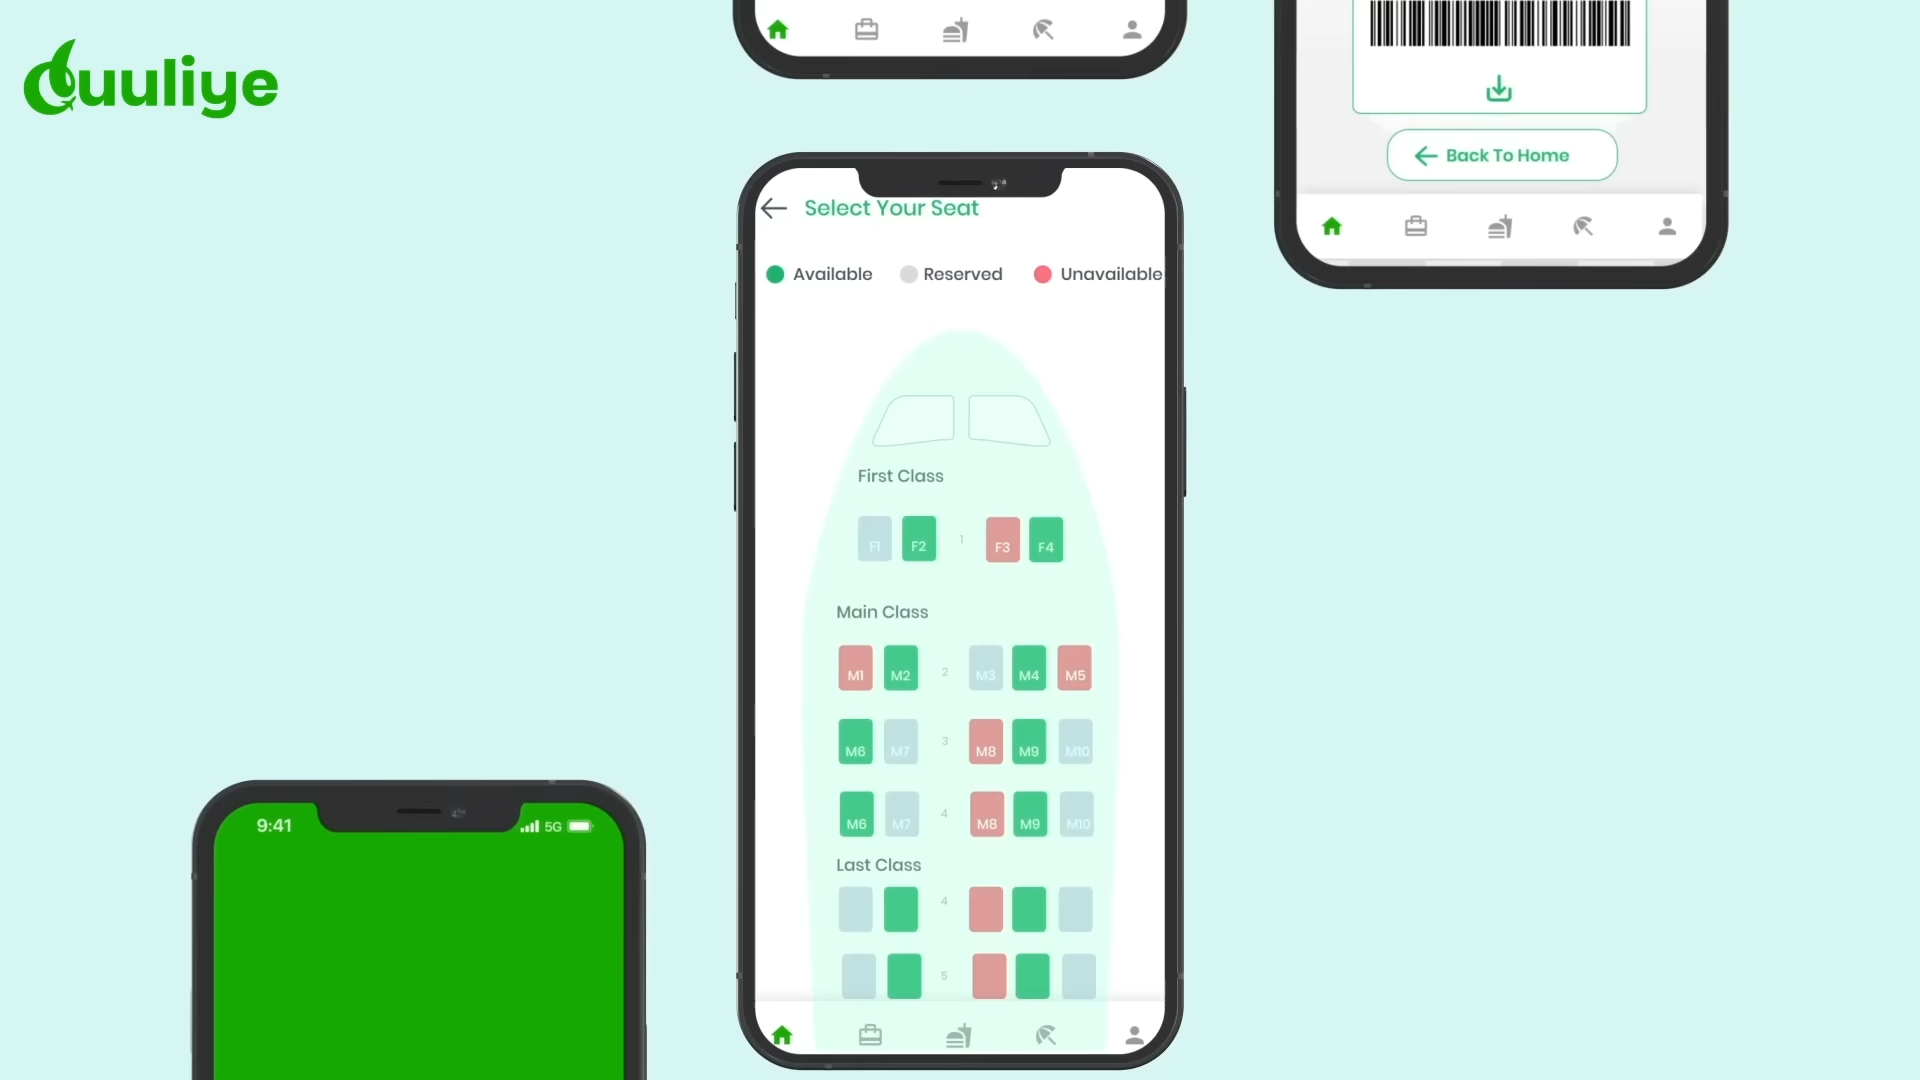 duuliye
Back To Home
Select Your Seat
Available Reserved Unavailable
First Class
F1 F2 1 F3 F4
Main Class
M1 M2 2 M3 M4 M5
M6 M7 3 M8 M9 M10
M6 M7 4 M8 M9 M10
Last Class
4
5
9:41 5G